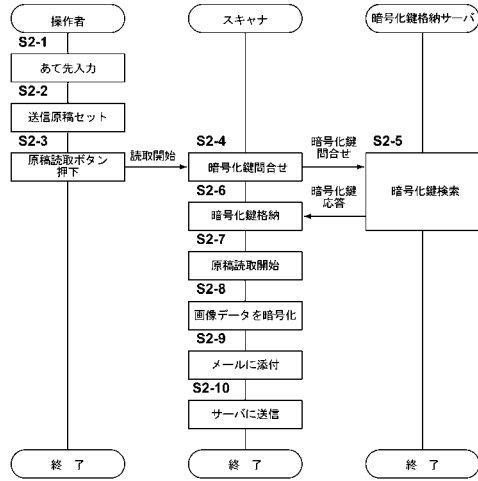 操作者
スキャナ
暗号化鍵格納サーバ
S2-1
あて先入力
S2-2
送信原稿セット
S2-3
原稿読取ボタン
押下
読取開始
S2-4
暗号化鍵問合せ
暗号化鍵
問合せ
S2-5
暗号化鍵検索
暗号化鍵
応答
S2-6
暗号化鍵格納
S2-7
原稿読取開始
S2-8
画像データを暗号化
S2-9
メールに添付
S2-10
サーバに送信
終 了
終 了
終 了